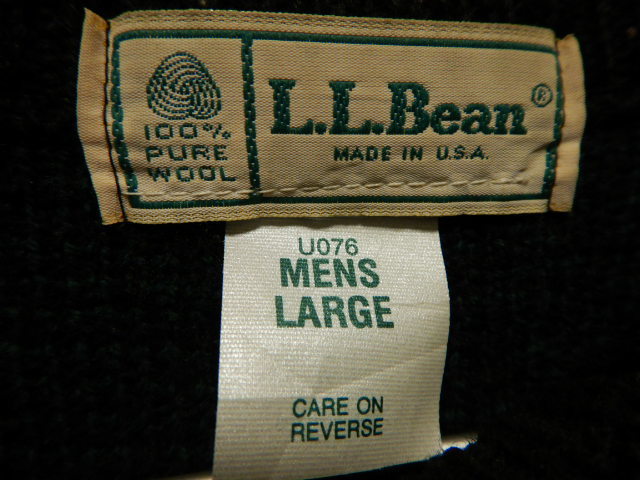 100%
PURE
WOOL
L.L.Bean®
MADE IN U.S.A.
U076
MENS
LARGE
CARE ON
REVERSE